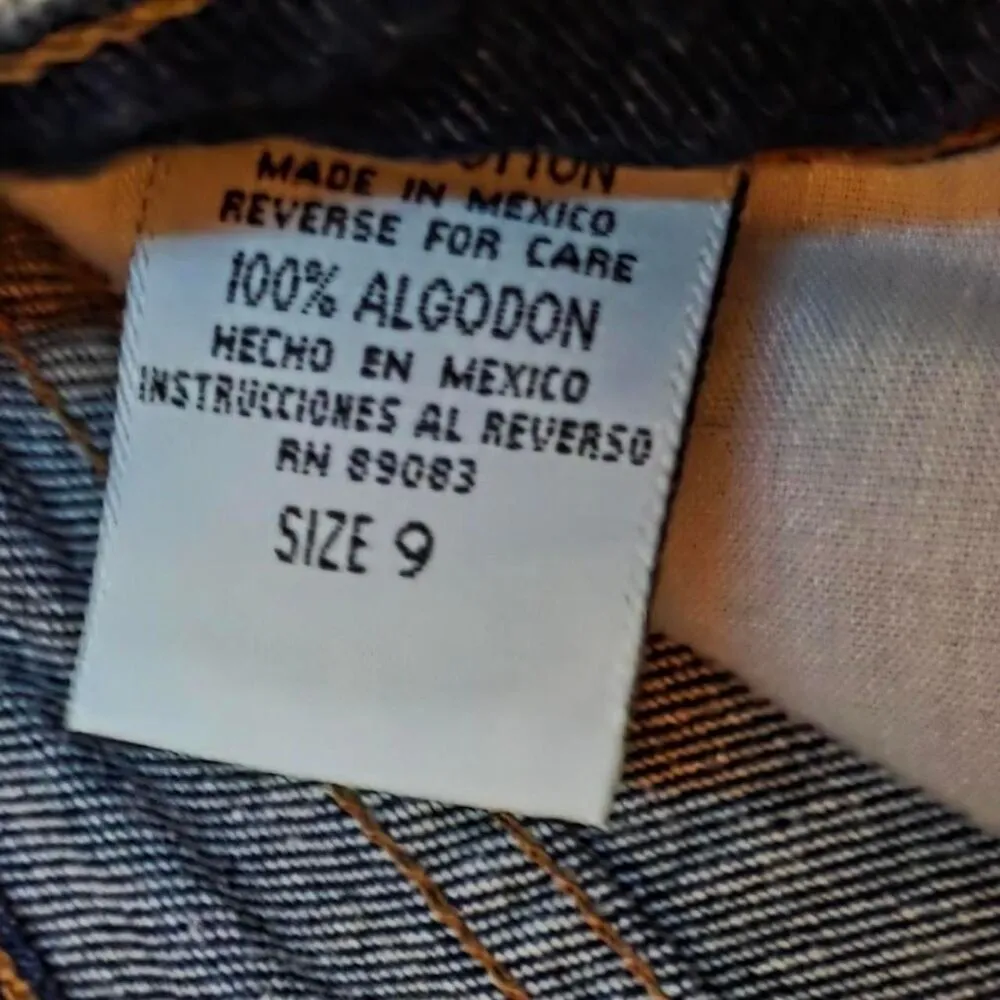 MADE IN MEXICO
REVERSE FOR CARE
100% ALGODON
HECHO EN MEXICO
INSTRUCCIONES AL REVERSO
RN 89083
SIZE 9